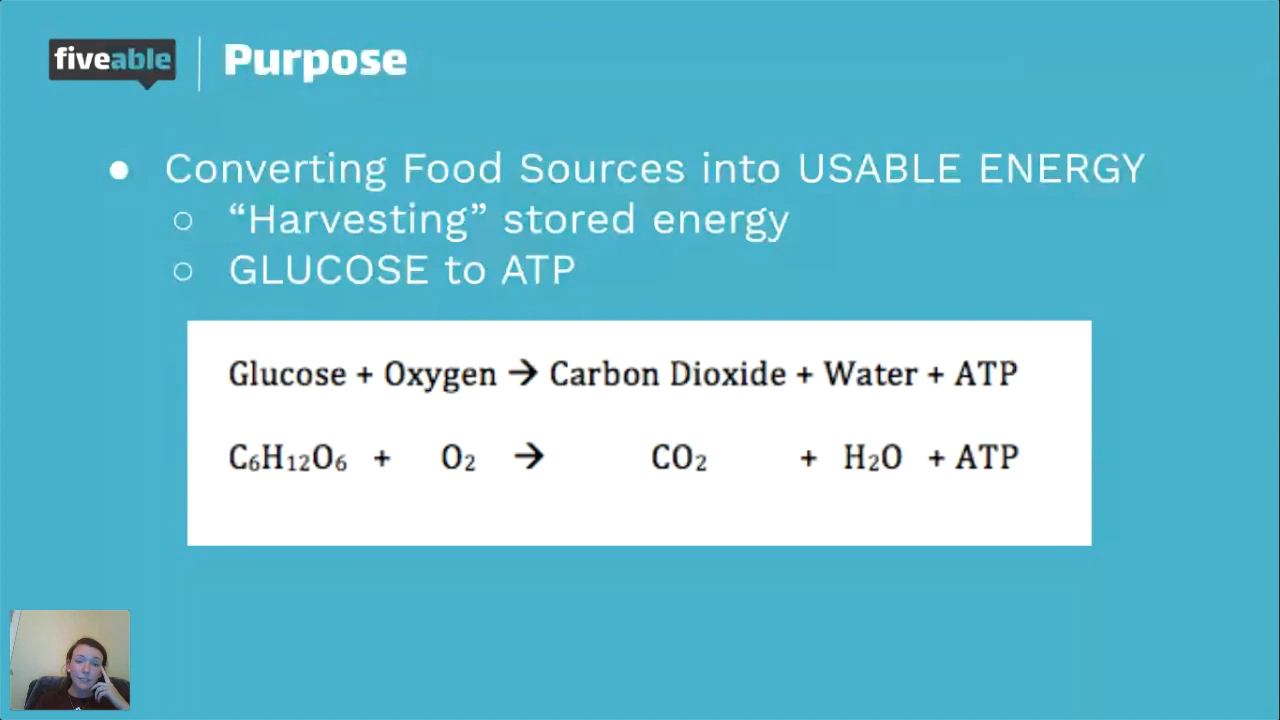 fiveable
Purpose
● Converting Food Sources into USABLE ENERGY
○ “Harvesting” stored energy
○ GLUCOSE to ATP
Glucose + Oxygen → Carbon Dioxide + Water + ATP
C₆H₁₂O₆ + O₂ → CO₂ + H₂O + ATP